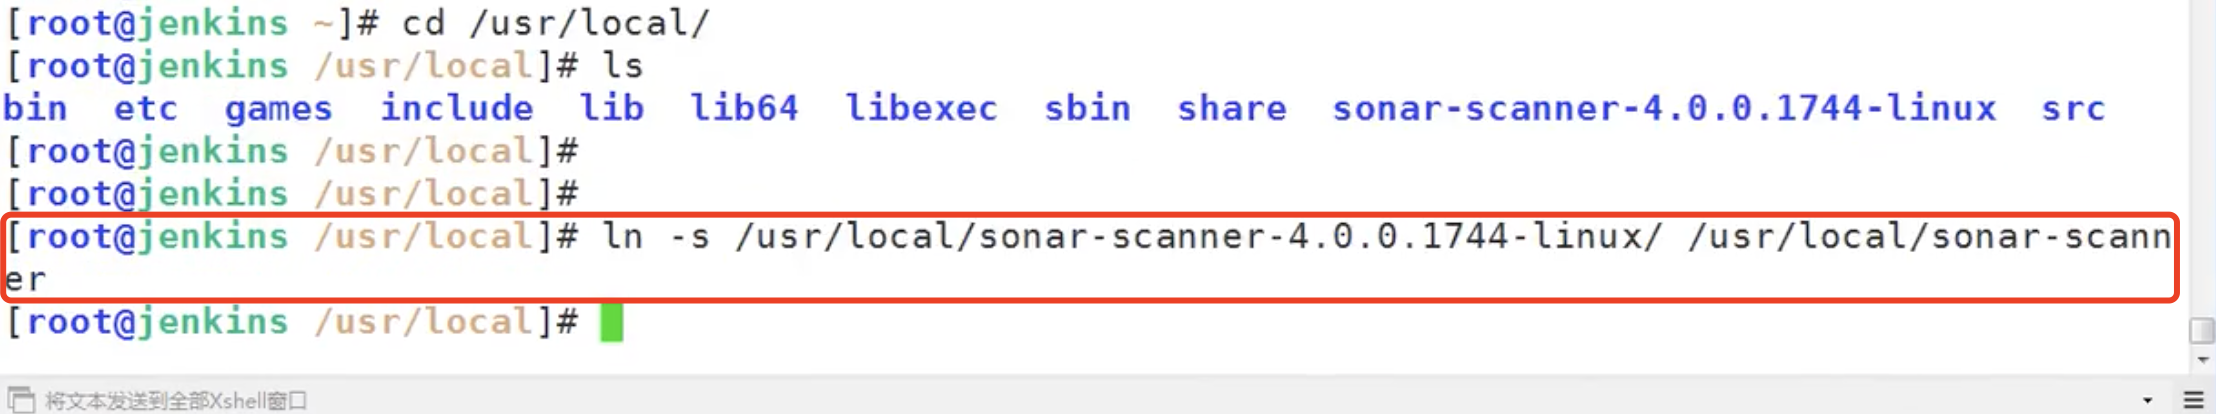 [root@jenkins ~]# cd /usr/local/
[root@jenkins /usr/local]# ls
bin  etc  games  include  lib  lib64  libexec  sbin  share  sonar-scanner-4.0.0.1744-linux  src
[root@jenkins /usr/local]#
[root@jenkins /usr/local]#
[root@jenkins /usr/local]# ln -s /usr/local/sonar-scanner-4.0.0.1744-linux/ /usr/local/sonar-scann
er
[root@jenkins /usr/local]#
将文本发送到全部Xshell窗口